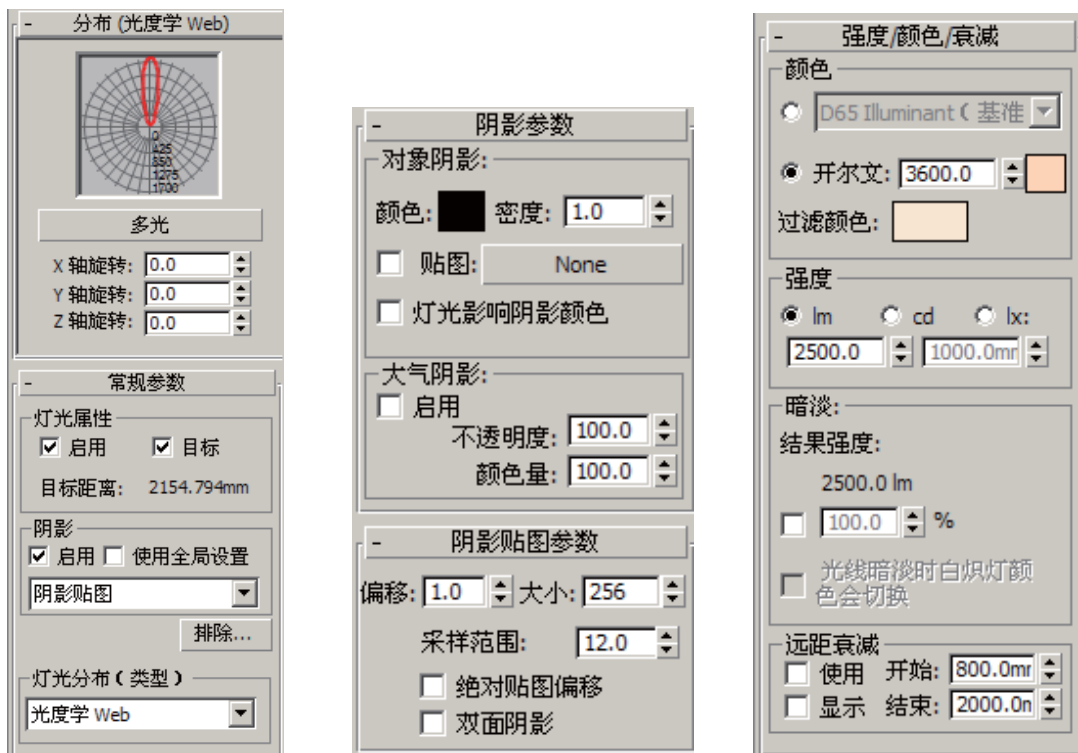 - 分布 (光度学 Web)
0
425
850
1275
1700
多光
X 轴旋转: 0.0
Y 轴旋转: 0.0
Z 轴旋转: 0.0
- 常规参数
灯光属性
启用 目标
目标距离: 2154.794mm
阴影
启用 使用全局设置
阴影贴图
排除...
灯光分布 ( 类型 )
光度学 Web
- 阴影参数
对象阴影:
颜色: 密度: 1.0
贴图: None
灯光影响阴影颜色
大气阴影:
启用
不透明度: 100.0
颜色量: 100.0
- 阴影贴图参数
偏移: 1.0 大小: 256
采样范围: 12.0
绝对贴图偏移
双面阴影
- 强度/颜色/衰减
颜色
D65 Illuminant ( 基准
开尔文: 3600.0
过滤颜色:
强度
lm cd lx:
2500.0 1000.0mr
暗淡:
结果强度:
2500.0 lm
100.0 %
光线暗淡时白炽灯颜
色会切换
远距衰减
使用 开始: 800.0mr
显示 结束: 2000.0n